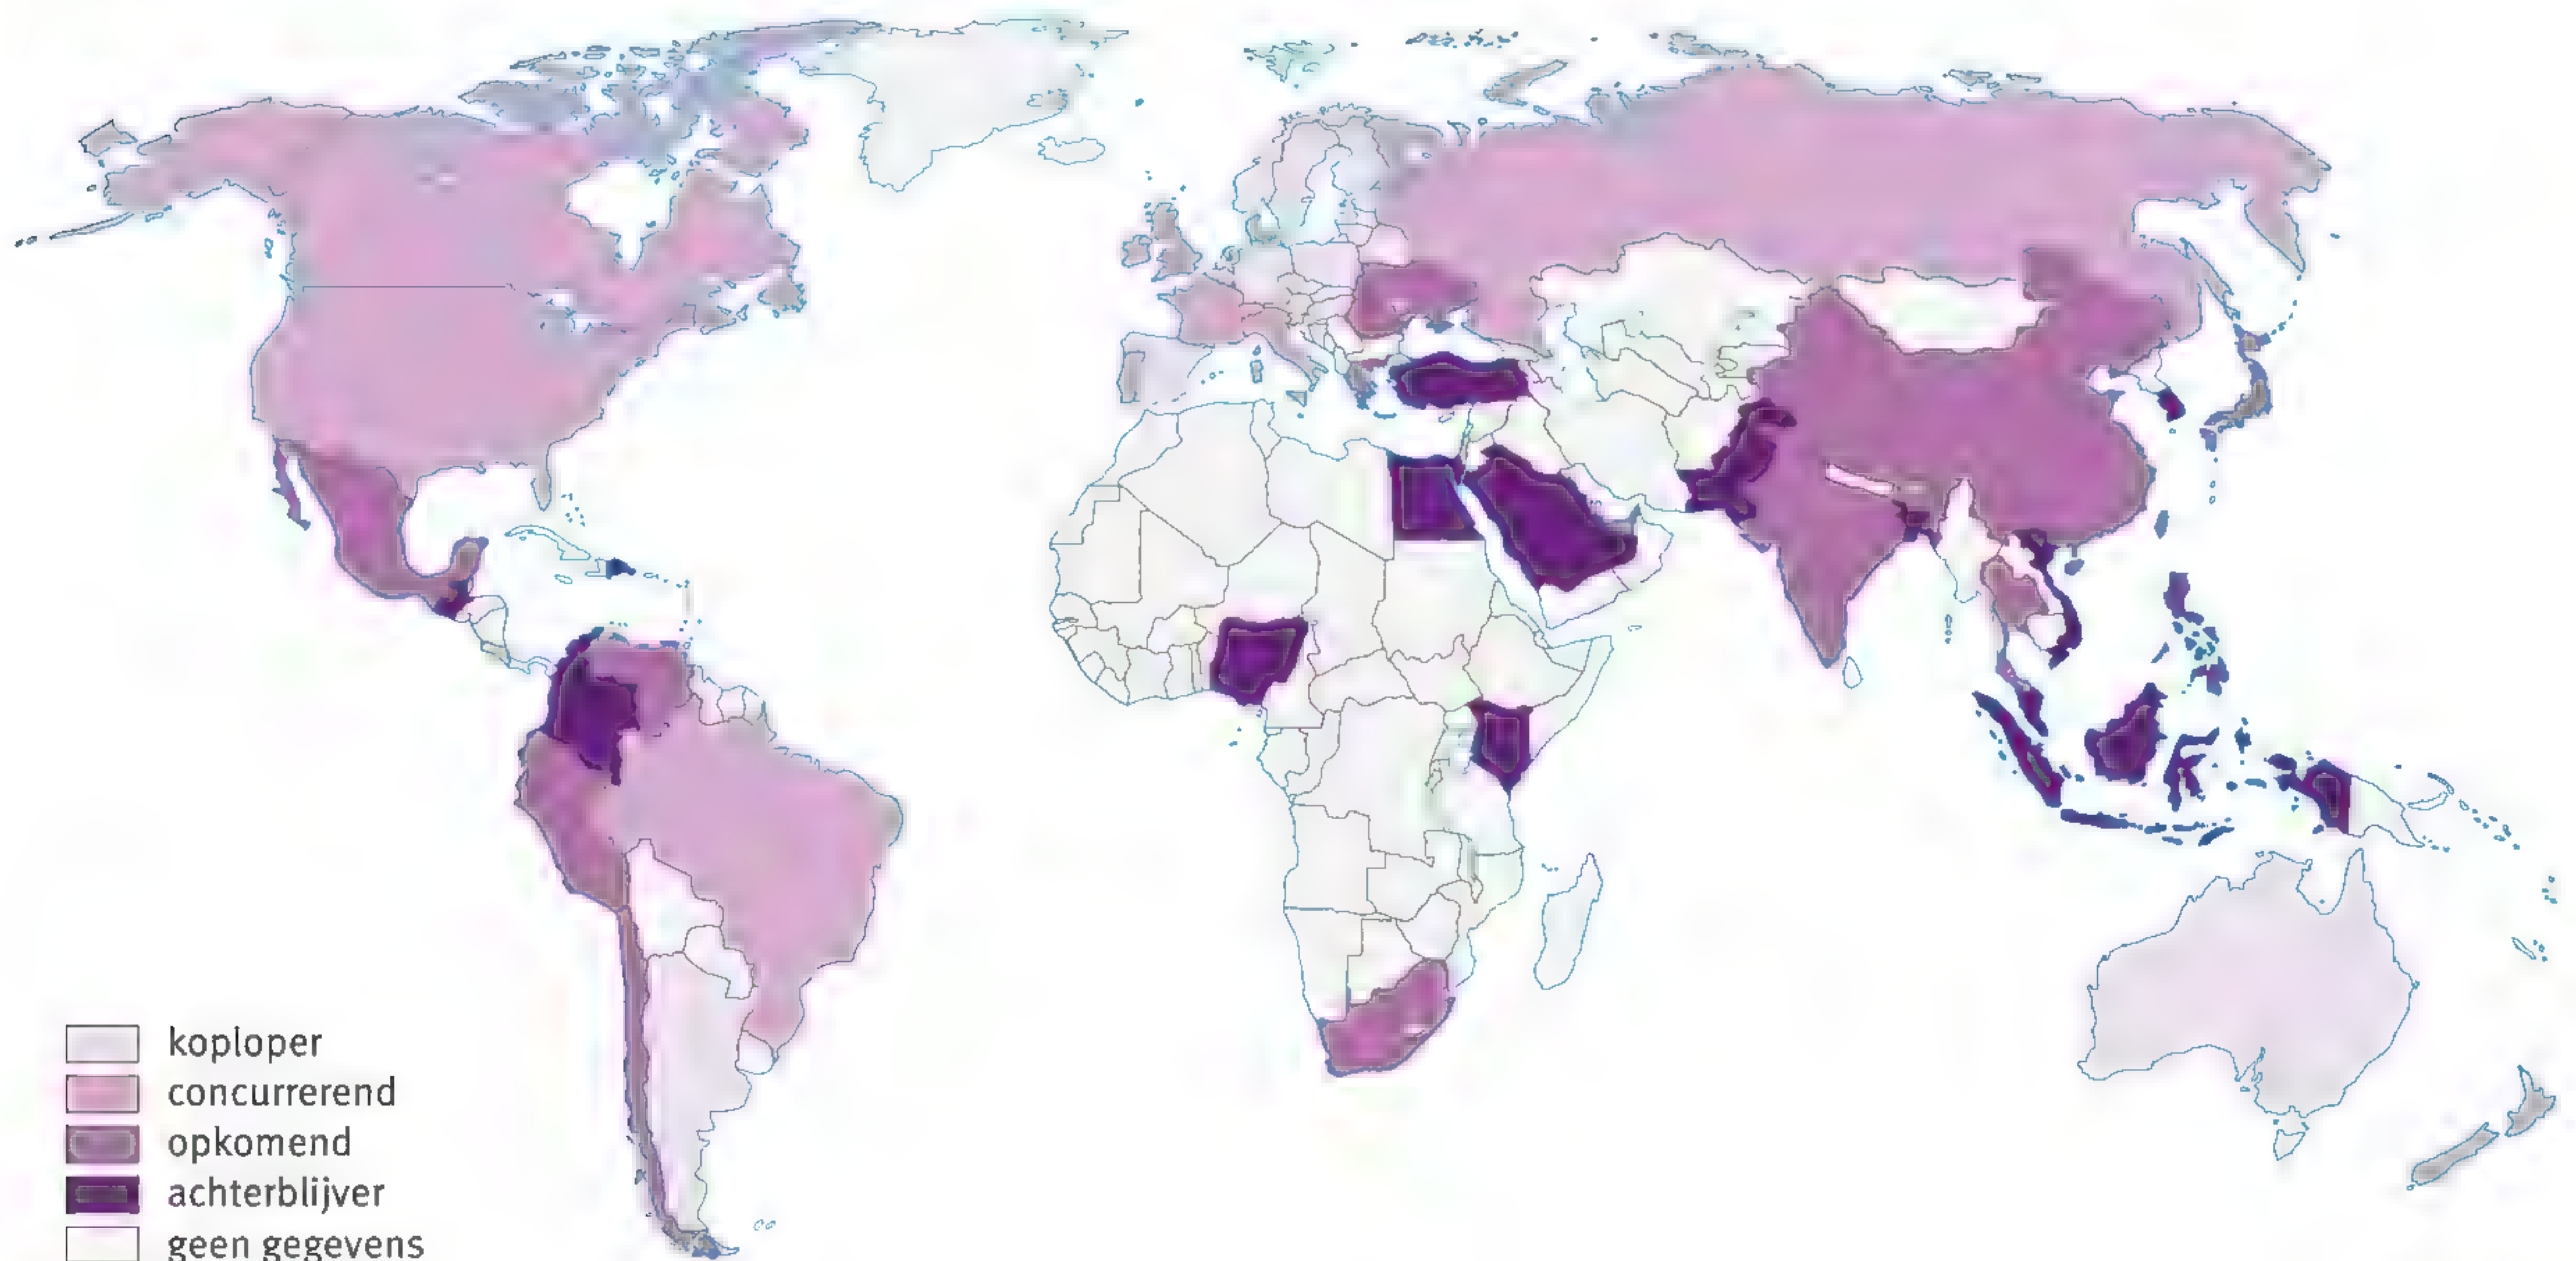 koploper
concurrerend
opkomend
achterblijver
geen gegevens